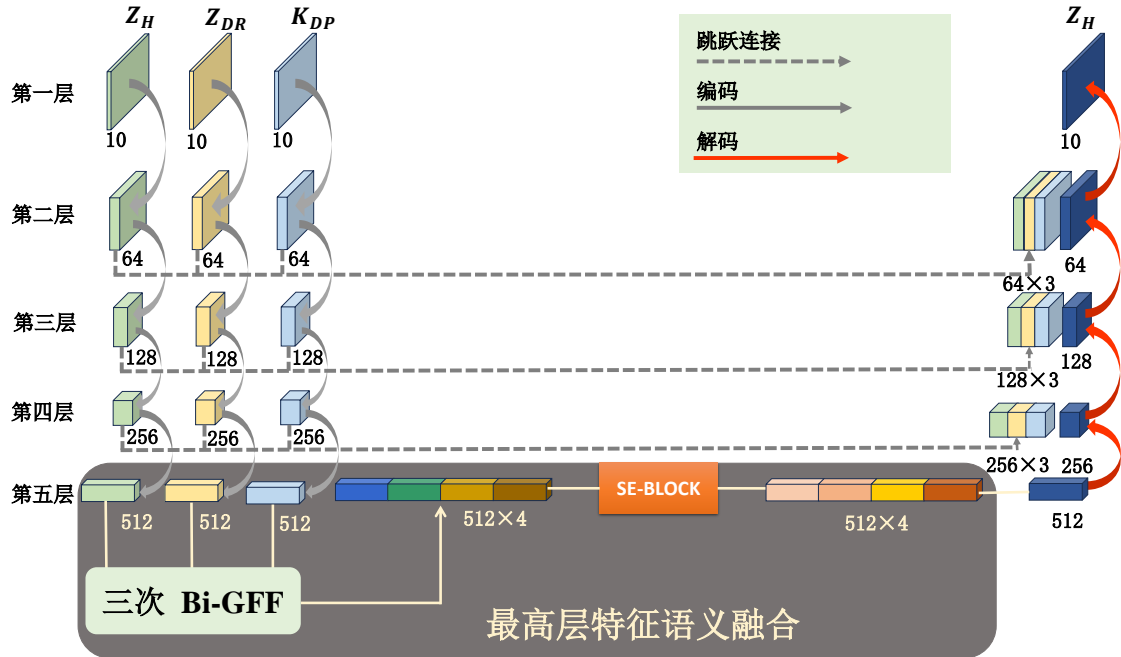 Z_H Z_DR K_DP Z_H
跳跃连接
编码
解码
第一层
10 10 10 10
第二层
64 64 64 64
64×3
第三层
128 128 128 128
128×3
第四层
256 256 256 256×3 256
第五层
SE-BLOCK
512 512 512 512×4 512×4 512
三次 Bi-GFF
最高层特征语义融合